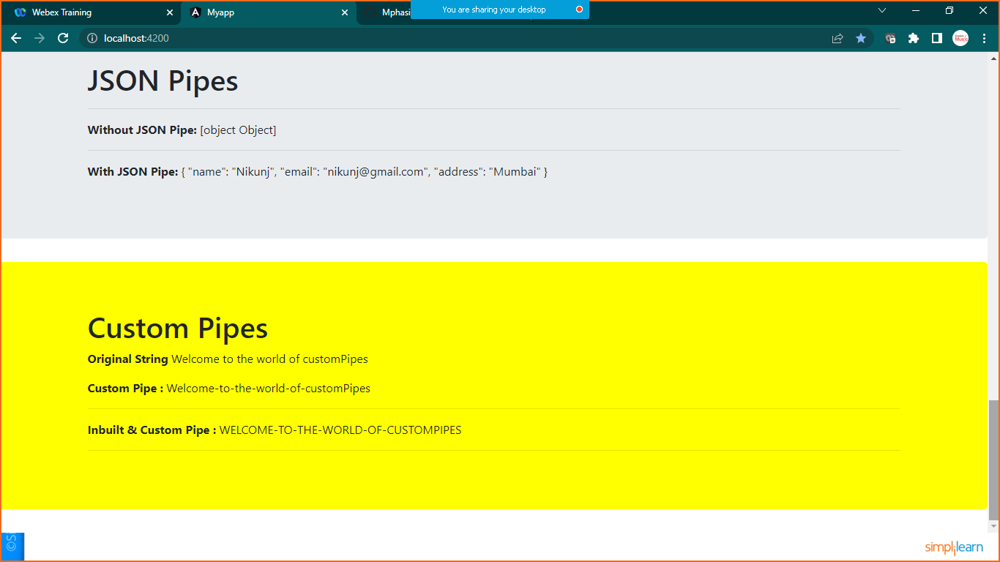 Webex Training
Myapp
Mphasi
You are sharing your desktop
localhost:4200
JSON Pipes
Without JSON Pipe: [object Object]
With JSON Pipe: { "name": "Nikunj", "email": "nikunj@gmail.com", "address": "Mumbai" }
Custom Pipes
Original String Welcome to the world of customPipes
Custom Pipe : Welcome-to-the-world-of-customPipes
Inbuilt & Custom Pipe : WELCOME-TO-THE-WORLD-OF-CUSTOMPIPES
©S
simplilearn